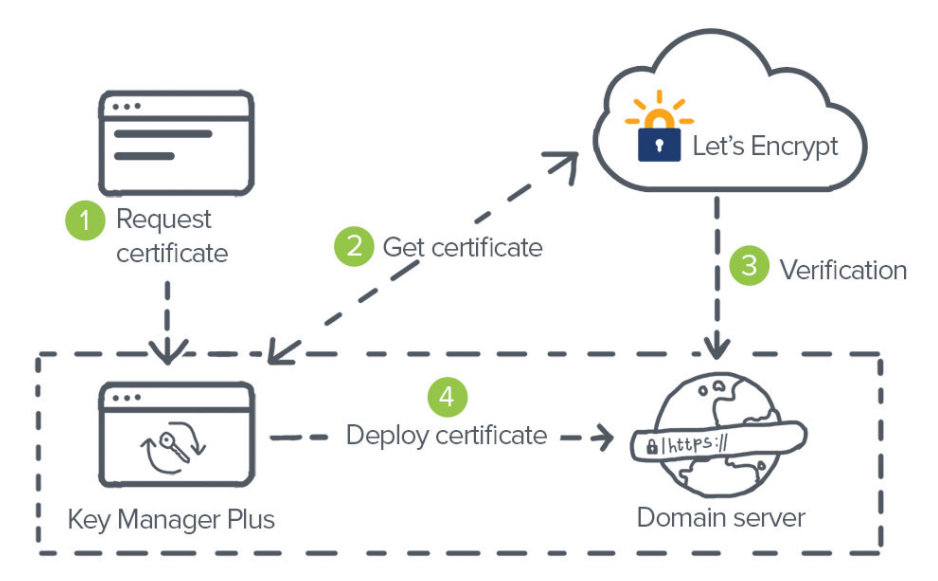 Let's Encrypt
1 Request
certificate
2 Get certificate
3 Verification
4
Deploy certificate
https://
Key Manager Plus
Domain server